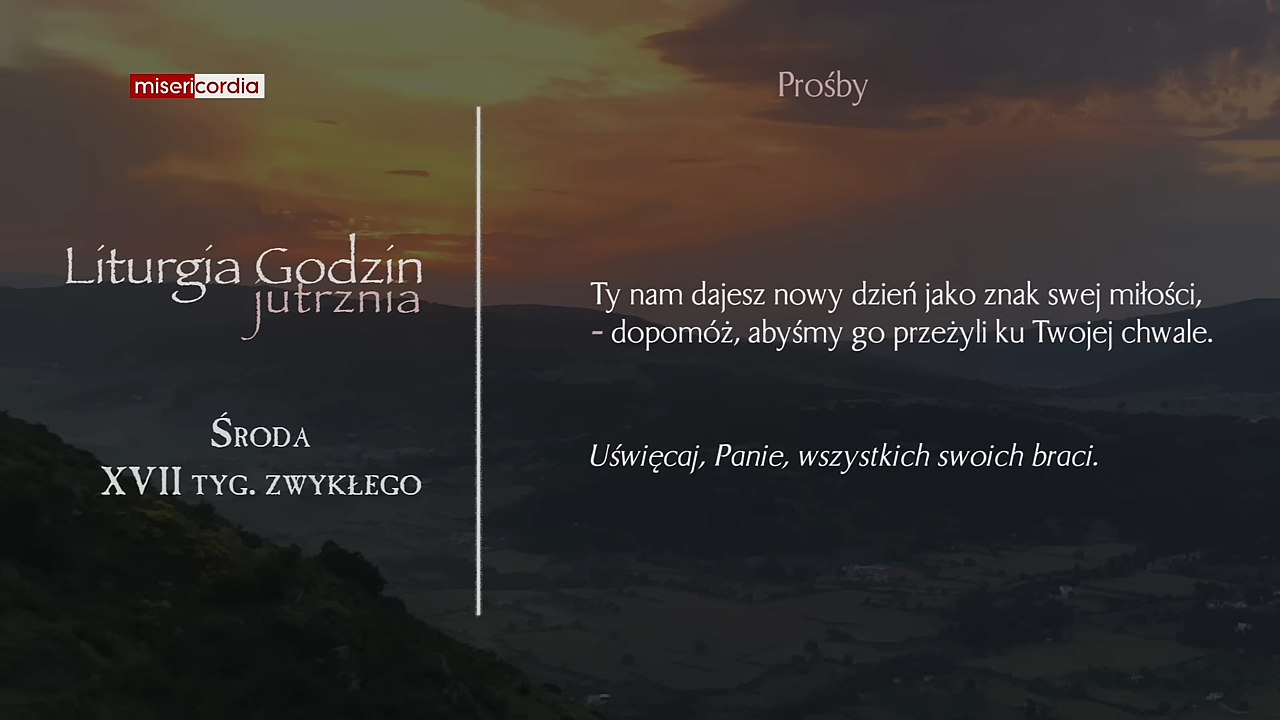 misericordia
Liturgia Godzin
jutrznia
Środa
XVII tyg. zwykłego
Prośby
Ty nam dajesz nowy dzień jako znak swej miłości,
- dopomóż, abyśmy go przeżyli ku Twojej chwale.
Uświęcaj, Panie, wszystkich swoich braci.